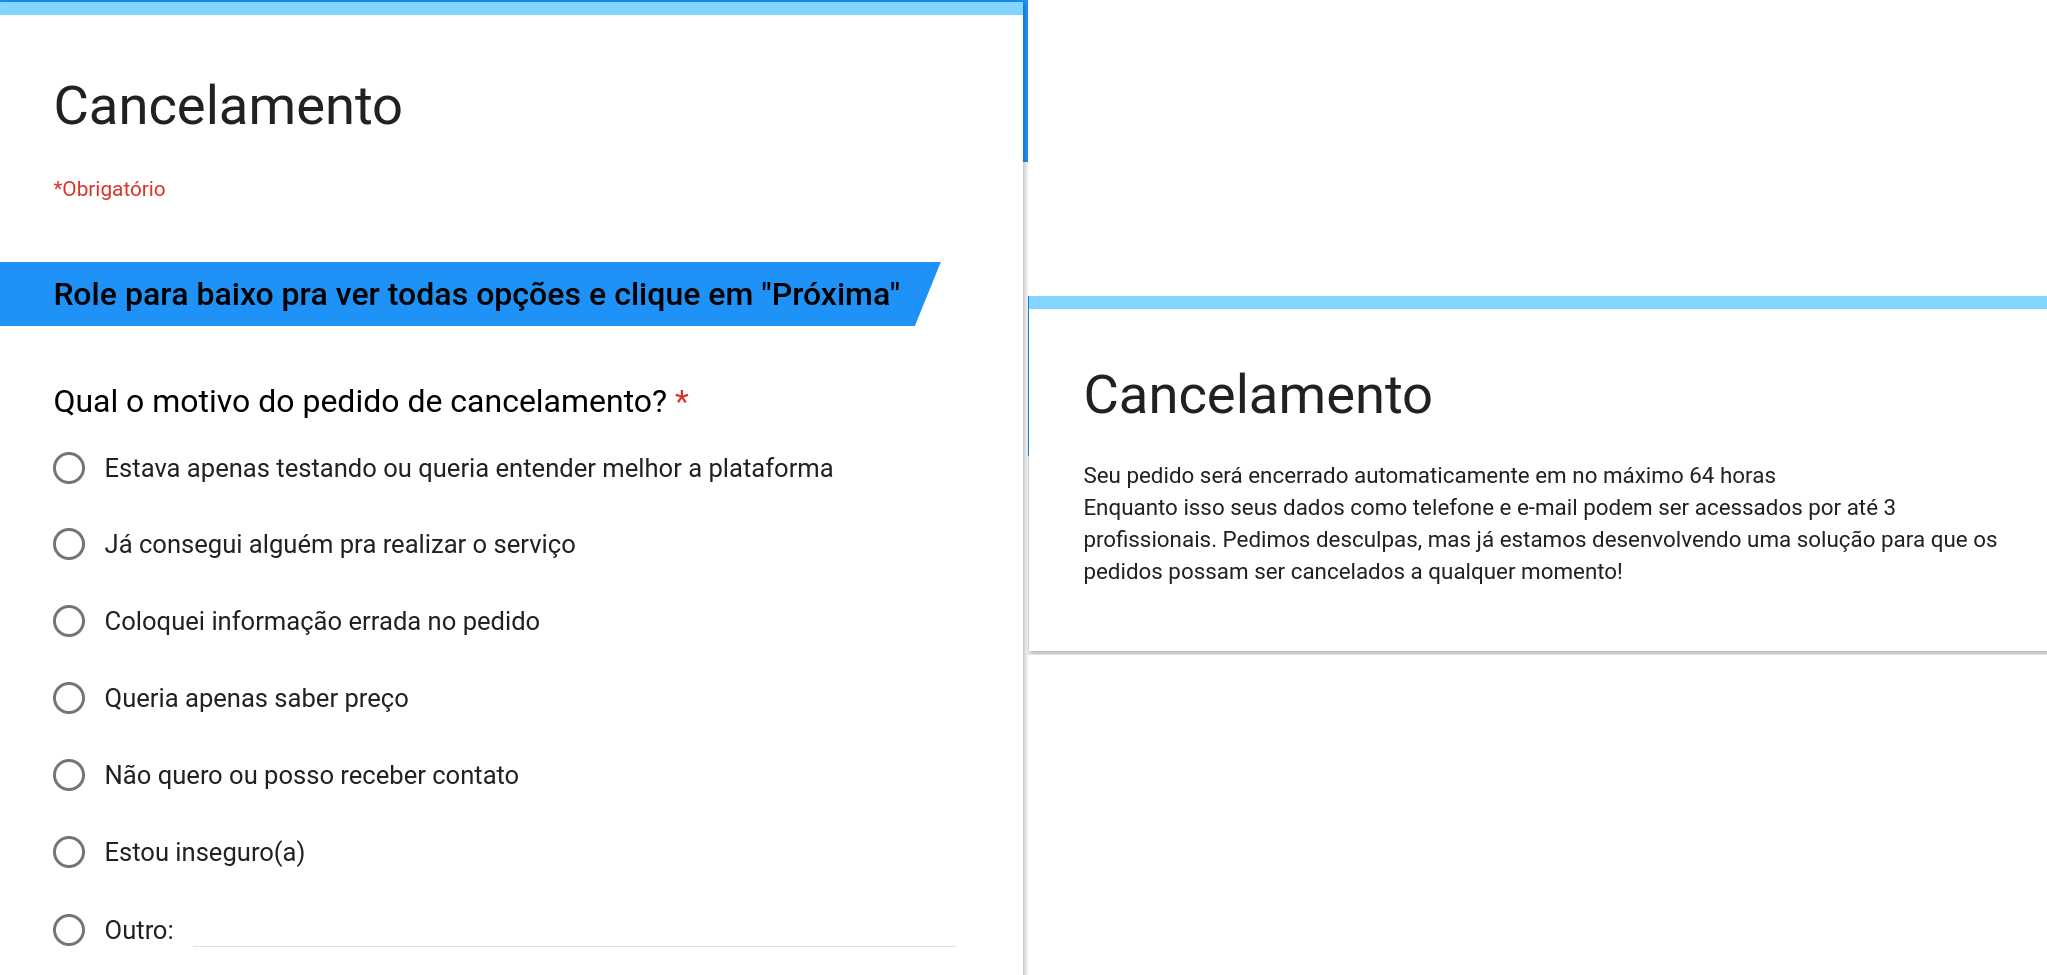 Cancelamento
*Obrigatório
Role para baixo pra ver todas opções e clique em "Próxima"
Qual o motivo do pedido de cancelamento? *
Estava apenas testando ou queria entender melhor a plataforma
Já consegui alguém pra realizar o serviço
Coloquei informação errada no pedido
Queria apenas saber preço
Não quero ou posso receber contato
Estou inseguro(a)
Outro:
Cancelamento
Seu pedido será encerrado automaticamente em no máximo 64 horas
Enquanto isso seus dados como telefone e e-mail podem ser acessados por até 3
profissionais. Pedimos desculpas, mas já estamos desenvolvendo uma solução para que os
pedidos possam ser cancelados a qualquer momento!